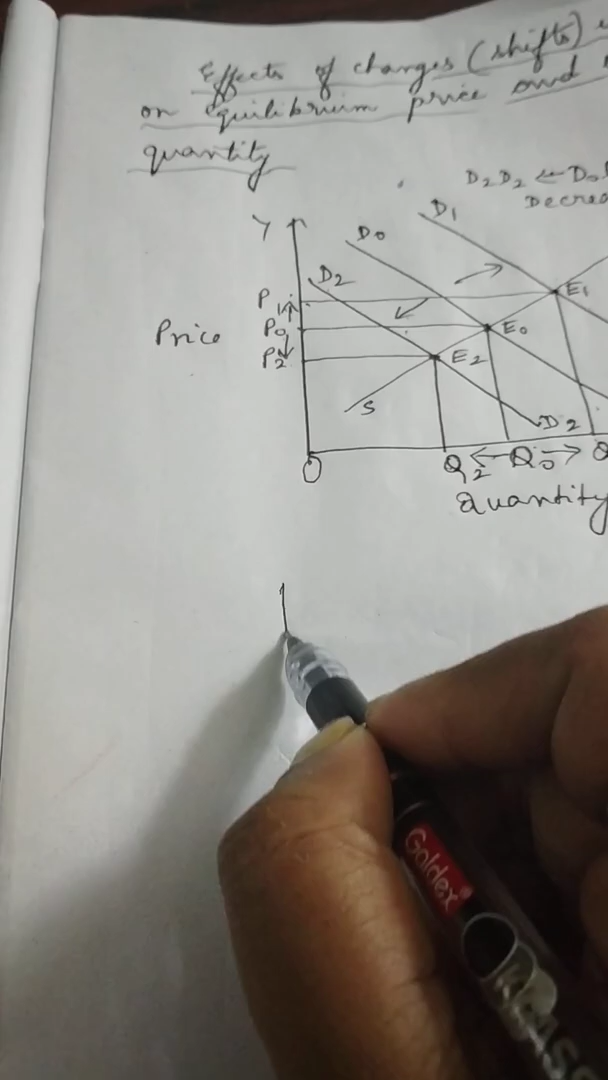 Effects of changes (shifts)
on equilibrium price and
quantity
D2D2 ← D0
Decrea
Y
D1
D0
D2
P1
E1
Price
P0
E0
P2
E2
S
D2
O
Q2 ← Q0 → Q
Quantity
Goldex®
KLASS